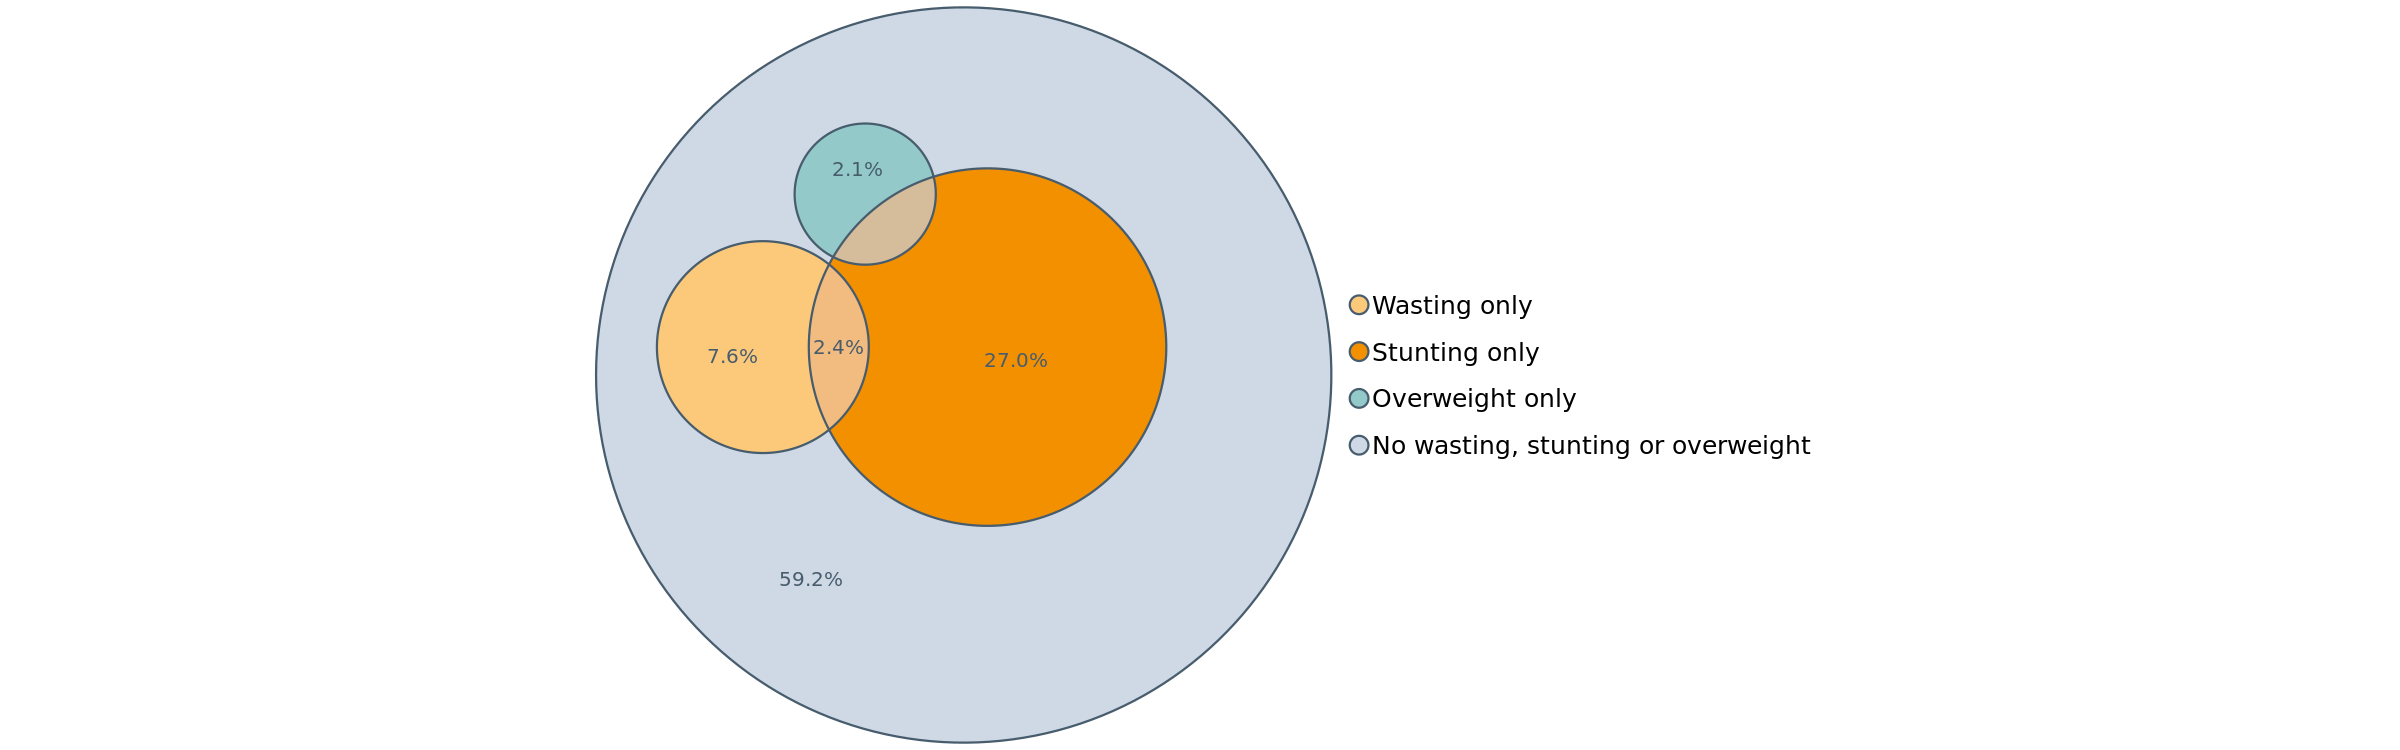 2.1%
7.6%
2.4%
27.0%
59.2%
Wasting only
Stunting only
Overweight only
No wasting, stunting or overweight